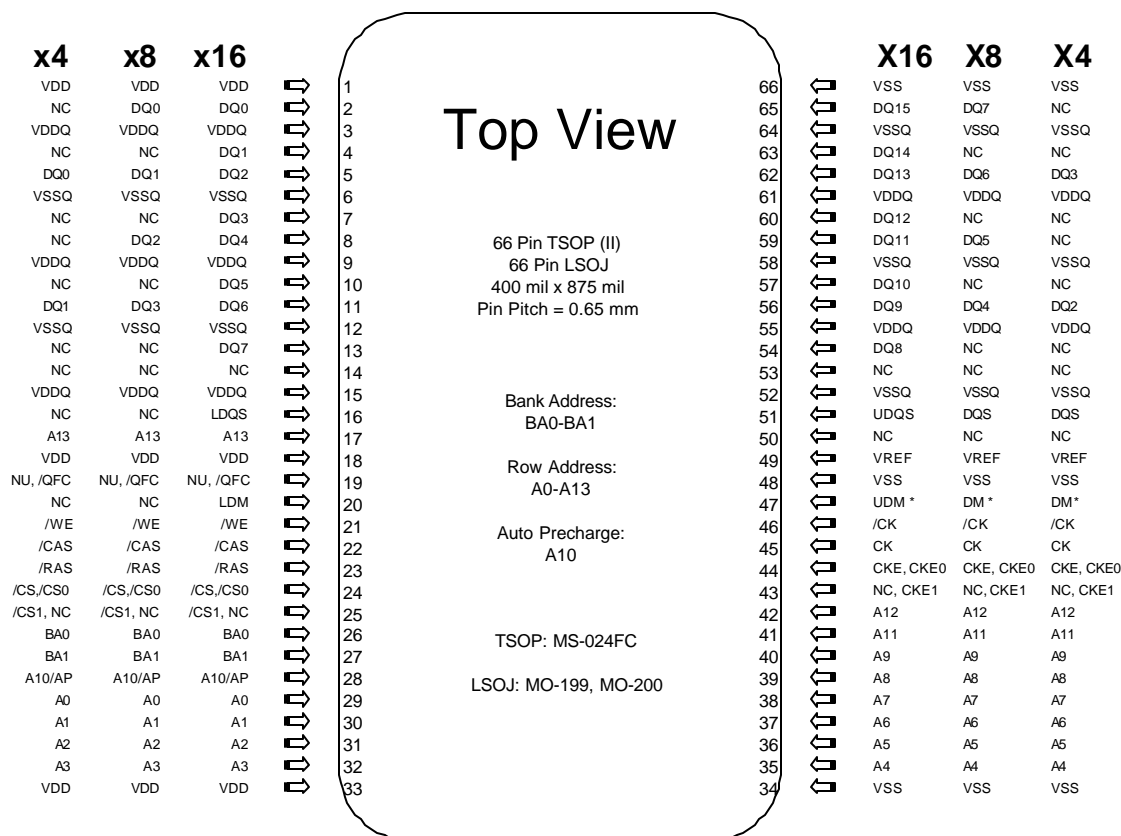 x4 x8 x16 X16 X8 X4
VDD VDD VDD 1 66 VSS VSS VSS
NC DQ0 DQ0 2 65 DQ15 DQ7 NC
Top View
VDDQ VDDQ VDDQ 3 64 VSSQ VSSQ VSSQ
NC NC DQ1 4 63 DQ14 NC NC
DQ0 DQ1 DQ2 5 62 DQ13 DQ6 DQ3
VSSQ VSSQ VSSQ 6 61 VDDQ VDDQ VDDQ
NC NC DQ3 7 60 DQ12 NC NC
NC DQ2 DQ4 8 66 Pin TSOP (II) 59 DQ11 DQ5 NC
VDDQ VDDQ VDDQ 9 66 Pin LSOJ 58 VSSQ VSSQ VSSQ
NC NC DQ5 10 400 mil x 875 mil 57 DQ10 NC NC
DQ1 DQ3 DQ6 11 Pin Pitch = 0.65 mm 56 DQ9 DQ4 DQ2
VSSQ VSSQ VSSQ 12 55 VDDQ VDDQ VDDQ
NC NC DQ7 13 54 DQ8 NC NC
NC NC NC 14 53 NC NC NC
VDDQ VDDQ VDDQ 15 Bank Address: 52 VSSQ VSSQ VSSQ
NC NC LDQS 16 BA0-BA1 51 UDQS DQS DQS
A13 A13 A13 17 50 NC NC NC
VDD VDD VDD 18 Row Address: 49 VREF VREF VREF
NU, /QFC NU, /QFC NU, /QFC 19 A0-A13 48 VSS VSS VSS
NC NC LDM 20 47 UDM * DM * DM*
/WE /WE /WE 21 Auto Precharge: 46 /CK /CK /CK
/CAS /CAS /CAS 22 A10 45 CK CK CK
/RAS /RAS /RAS 23 44 CKE, CKE0 CKE, CKE0 CKE, CKE0
/CS,/CS0 /CS,/CS0 /CS,/CS0 24 43 NC, CKE1 NC, CKE1 NC, CKE1
/CS1, NC /CS1, NC /CS1, NC 25 42 A12 A12 A12
BA0 BA0 BA0 26 TSOP: MS-024FC 41 A11 A11 A11
BA1 BA1 BA1 27 40 A9 A9 A9
A10/AP A10/AP A10/AP 28 LSOJ: MO-199, MO-200 39 A8 A8 A8
A0 A0 A0 29 38 A7 A7 A7
A1 A1 A1 30 37 A6 A6 A6
A2 A2 A2 31 36 A5 A5 A5
A3 A3 A3 32 35 A4 A4 A4
VDD VDD VDD 33 34 VSS VSS VSS